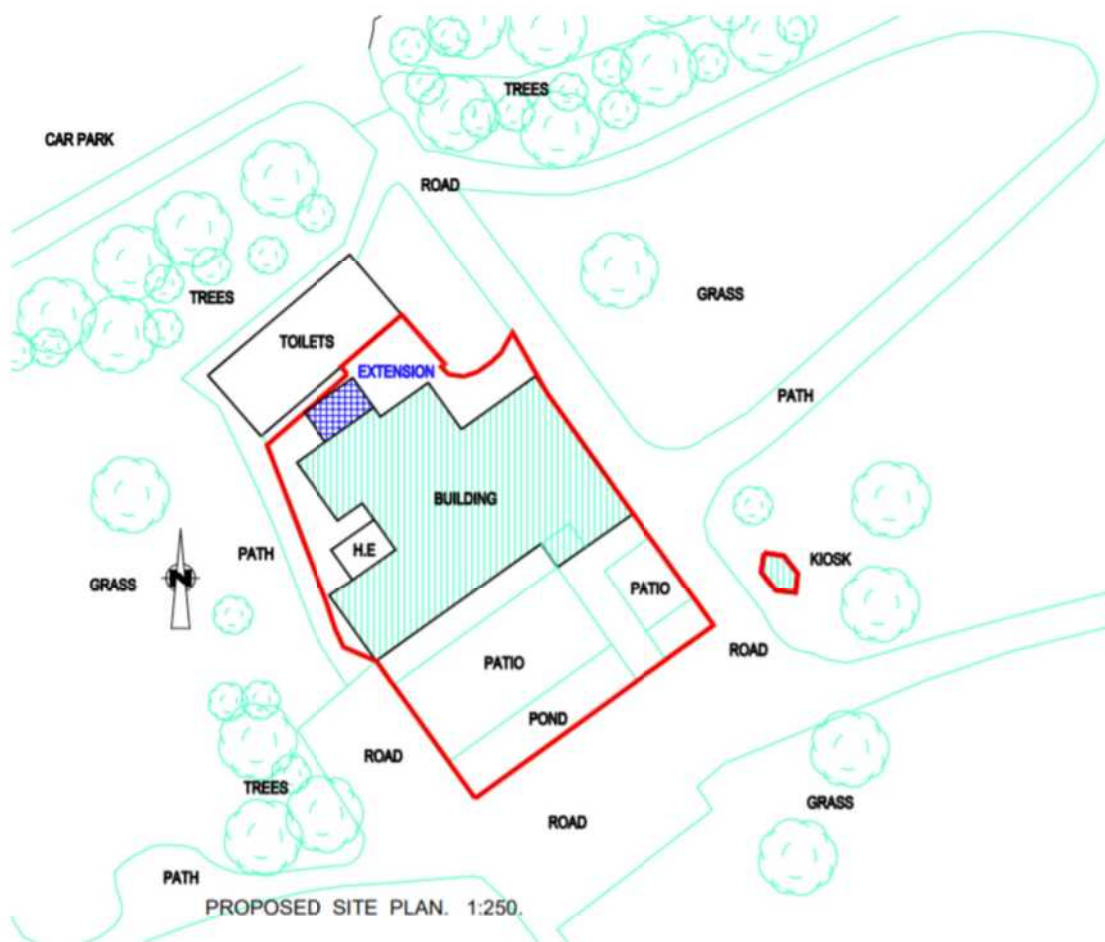 TREES
CAR PARK
ROAD
TREES
GRASS
TOILETS
EXTENSION
PATH
BUILDING
H.E
PATH
N
GRASS
KIOSK
PATIO
ROAD
PATIO
POND
ROAD
TREES
GRASS
ROAD
PATH
PROPOSED SITE PLAN. 1:250.